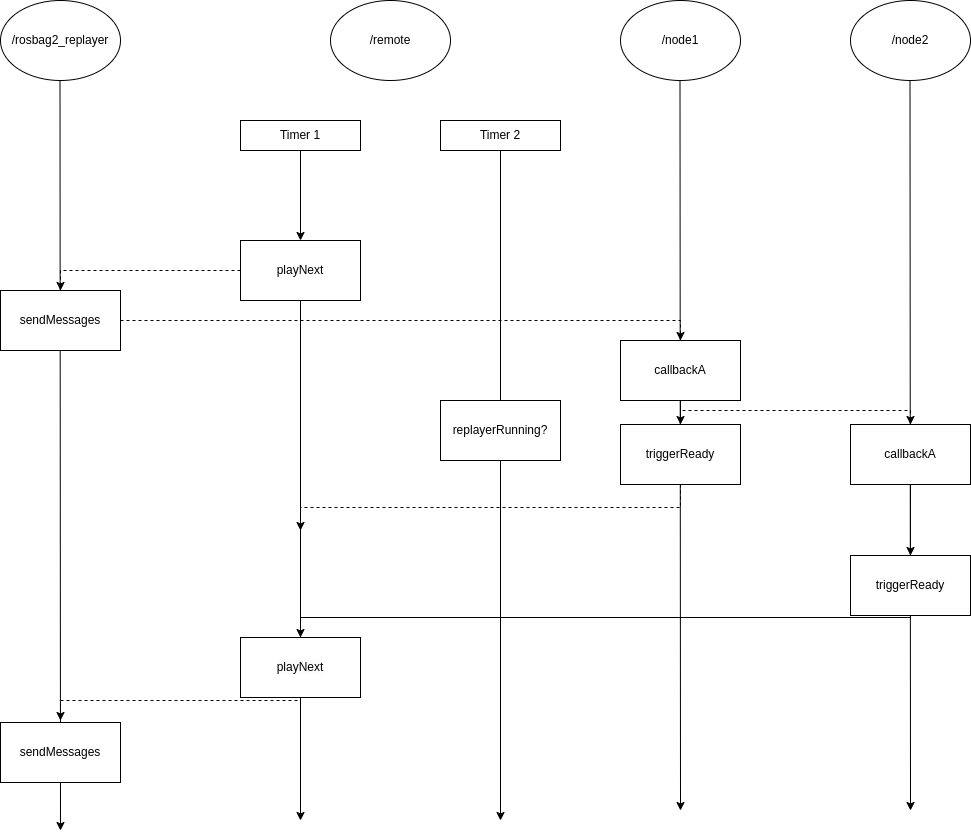 /rosbag2_replayer
/remote
/node1
/node2
Timer 1
Timer 2
playNext
sendMessages
callbackA
replayerRunning?
triggerReady
callbackA
triggerReady
playNext
sendMessages